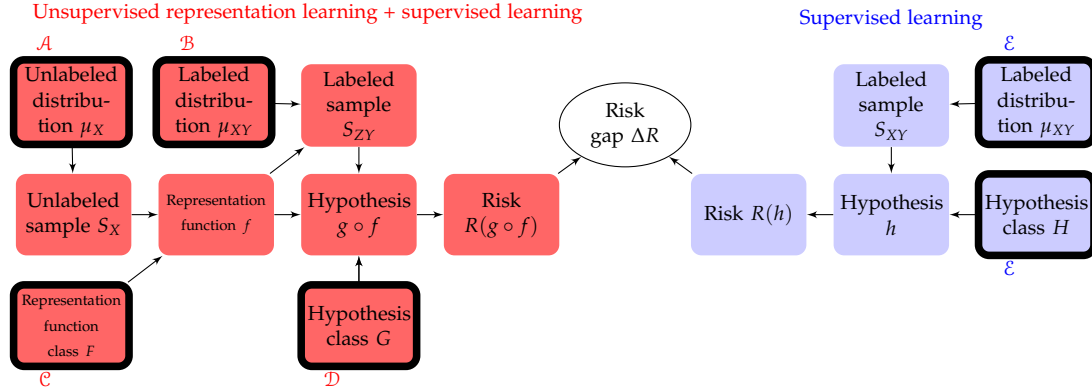 Unsupervised representation learning + supervised learning
Supervised learning
𝒜
ℬ
ℰ
Unlabeled
distribu-
tion μ_X
Labeled
distribu-
tion μ_XY
Labeled
sample
S_ZY
Risk
gap ΔR
Labeled
sample
S_XY
Labeled
distribu-
tion μ_XY
Unlabeled
sample S_X
Representation
function f
Hypothesis
g ∘ f
Risk
R(g ∘ f)
Risk R(h)
Hypothesis
h
Hypothesis
class H
ℰ
Representation
function
class F
Hypothesis
class G
𝒞
𝒟